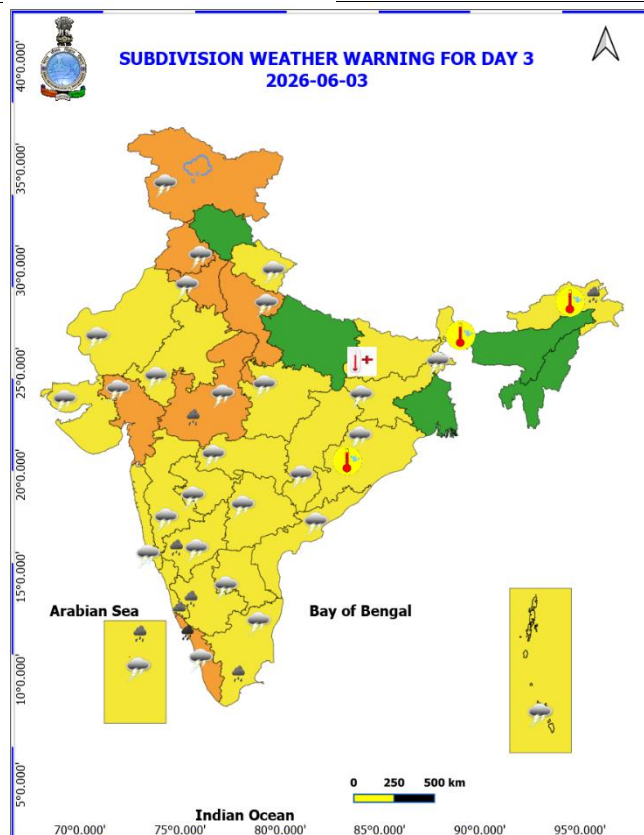 SUBDIVISION WEATHER WARNING FOR DAY 3
2026-06-03
40°0.000'
35°0.000'
30°0.000'
25°0.000'
20°0.000'
15°0.000'
10°0.000'
5°0.000'
Arabian Sea
Bay of Bengal
0 250 500 km
Indian Ocean
70°0.000' 75°0.000' 80°0.000' 85°0.000' 90°0.000' 95°0.000'